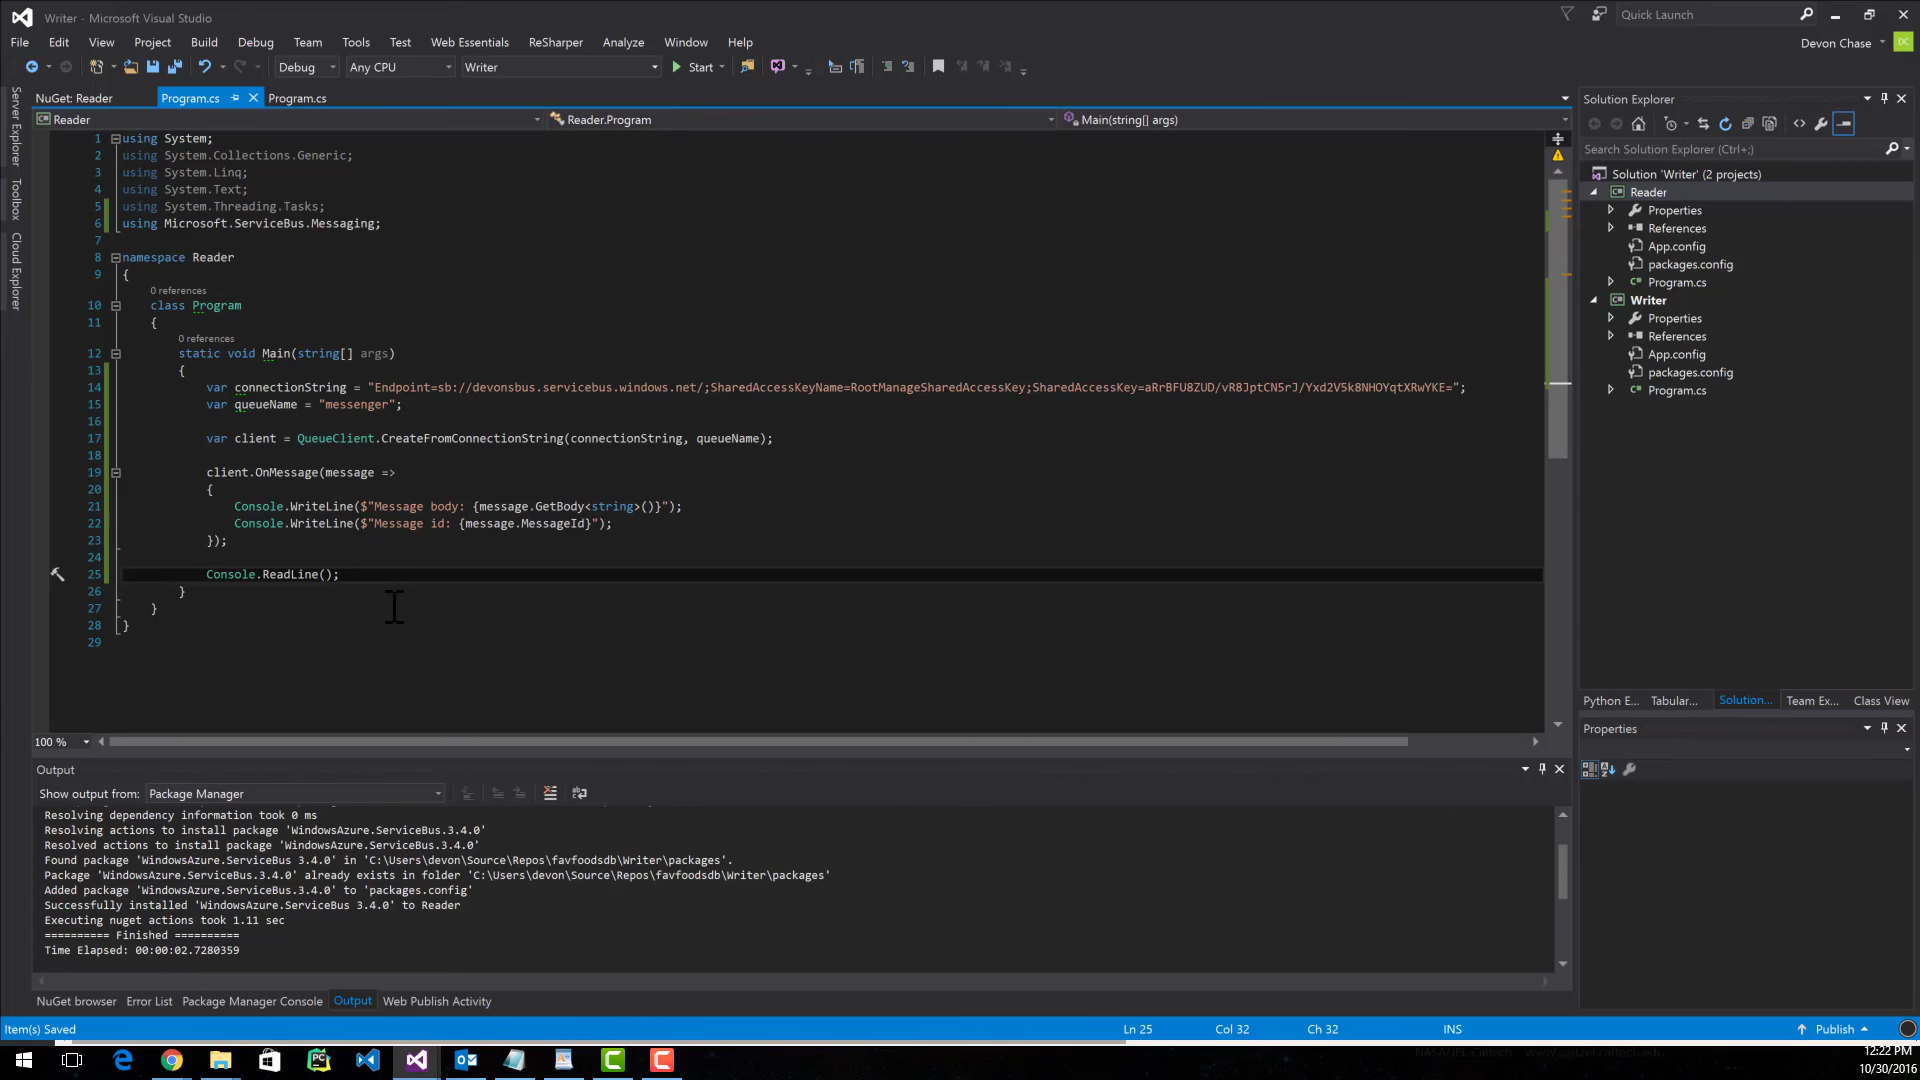 Writer - Microsoft Visual Studio
Quick Launch
File Edit View Project Build Debug Team Tools Test Web Essentials ReSharper Analyze Window Help
Devon Chase
DC
Debug Any CPU Writer Start
NuGet: Reader Program.cs Program.cs
Reader Reader.Program Main(string[] args)
Server Explorer
Toolbox
Cloud Explorer
1 using System;
2 using System.Collections.Generic;
3 using System.Linq;
4 using System.Text;
5 using System.Threading.Tasks;
6 using Microsoft.ServiceBus.Messaging;
7
8 namespace Reader
9 {
0 references
10 class Program
11 {
0 references
12 static void Main(string[] args)
13 {
14 var connectionString = "Endpoint=sb://devonsbus.servicebus.windows.net/;SharedAccessKeyName=RootManageSharedAccessKey;SharedAccessKey=aRrBFU8ZUD/vR8JptCN5rJ/Yxd2V5k8NHOYqtXRwYKE=";
15 var queueName = "messenger";
16
17 var client = QueueClient.CreateFromConnectionString(connectionString, queueName);
18
19 client.OnMessage(message =>
20 {
21 Console.WriteLine($"Message body: {message.GetBody<string>()}");
22 Console.WriteLine($"Message id: {message.MessageId}");
23 });
24
25 Console.ReadLine();
26 }
27 }
28 }
29
100 %
Solution Explorer
Search Solution Explorer (Ctrl+;)
Solution 'Writer' (2 projects)
Reader
Properties
References
App.config
packages.config
Program.cs
Writer
Properties
References
App.config
packages.config
Program.cs
Python E... Tabular... Solution... Team Ex... Class View
Properties
Output
Show output from: Package Manager
Resolving dependency information took 0 ms
Resolving actions to install package 'WindowsAzure.ServiceBus.3.4.0'
Resolved actions to install package 'WindowsAzure.ServiceBus.3.4.0'
Found package 'WindowsAzure.ServiceBus 3.4.0' in 'C:\Users\devon\Source\Repos\favfoodsdb\Writer\packages'.
Package 'WindowsAzure.ServiceBus.3.4.0' already exists in folder 'C:\Users\devon\Source\Repos\favfoodsdb\Writer\packages'
Added package 'WindowsAzure.ServiceBus.3.4.0' to 'packages.config'
Successfully installed 'WindowsAzure.ServiceBus 3.4.0' to Reader
Executing nuget actions took 1.11 sec
========== Finished ==========
Time Elapsed: 00:00:02.7280359
NuGet browser Error List Package Manager Console Output Web Publish Activity
Item(s) Saved Ln 25 Col 32 Ch 32 INS Publish
12:22 PM
10/30/2016